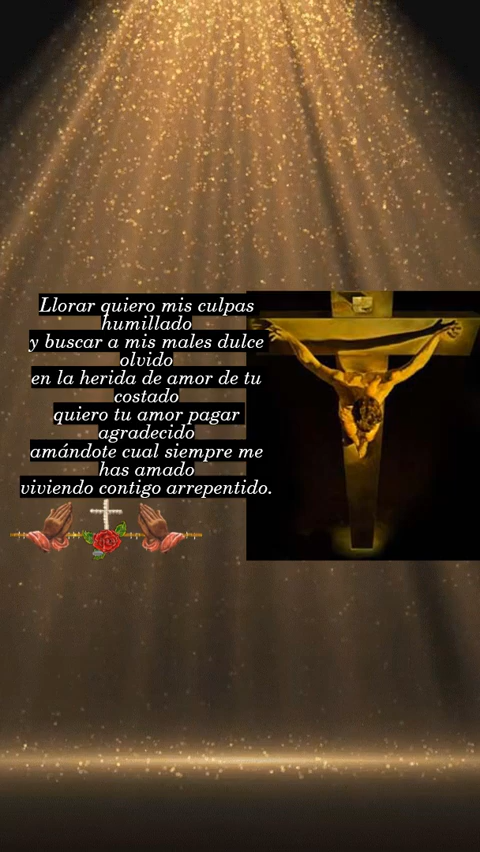 Llorar quiero mis culpas
humillado
y buscar a mis males dulce
olvido
en la herida de amor de tu
costado
quiero tu amor pagar
agradecido
amándote cual siempre me
has amado
viviendo contigo arrepentido.